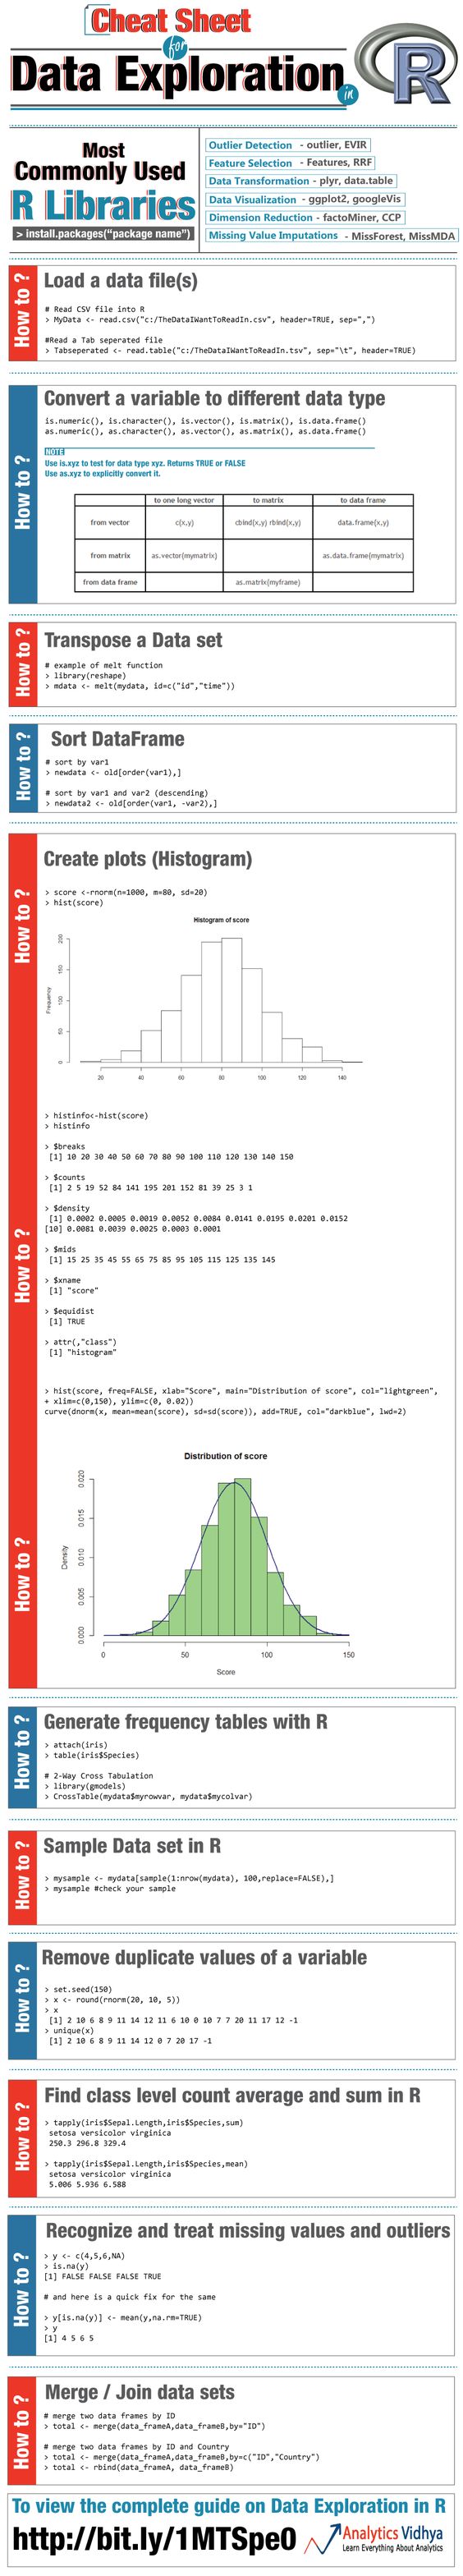 Cheat Sheet
for
Data Exploration
in
R
Most
Commonly Used
R Libraries
> install.packages("package name")
Outlier Detection - outlier, EVIR
Feature Selection - Features, RRF
Data Transformation - plyr, data.table
Data Visualization - ggplot2, googleVis
Dimension Reduction - factoMiner, CCP
Missing Value Imputations - MissForest, MissMDA
How to ?
Load a data file(s)
# Read CSV file into R
> MyData <- read.csv("c:/TheDataIWantToReadIn.csv", header=TRUE, sep=",")
#Read a Tab seperated file
> Tabseperated <- read.table("c:/TheDataIWantToReadIn.tsv", sep="\t", header=TRUE)
How to ?
Convert a variable to different data type
is.numeric(), is.character(), is.vector(), is.matrix(), is.data.frame()
as.numeric(), as.character(), as.vector(), as.matrix(), as.data.frame()
NOTE
Use is.xyz to test for data type xyz. Returns TRUE or FALSE
Use as.xyz to explicitly convert it.
to one long vector to matrix to data frame
from vector c(x,y) cbind(x,y) rbind(x,y) data.frame(x,y)
from matrix as.vector(mymatrix) as.data.frame(mymatrix)
from data frame as.matrix(myframe)
How to ?
Transpose a Data set
# example of melt function
> library(reshape)
> mdata <- melt(mydata, id=c("id","time"))
How to ?
Sort DataFrame
# sort by var1
> newdata <- old[order(var1),]
# sort by var1 and var2 (descending)
> newdata2 <- old[order(var1, -var2),]
How to ?
Create plots (Histogram)
> score <-rnorm(n=1000, m=80, sd=20)
> hist(score)
Histogram of score
Frequency
200
150
100
50
0
20 40 60 80 100 120 140
How to ?
> histinfo<-hist(score)
> histinfo
> $breaks
[1] 10 20 30 40 50 60 70 80 90 100 110 120 130 140 150
> $counts
[1] 2 5 19 52 84 141 195 201 152 81 39 25 3 1
> $density
[1] 0.0002 0.0005 0.0019 0.0052 0.0084 0.0141 0.0195 0.0201 0.0152
[10] 0.0081 0.0039 0.0025 0.0003 0.0001
> $mids
[1] 15 25 35 45 55 65 75 85 95 105 115 125 135 145
> $xname
[1] "score"
> $equidist
[1] TRUE
> attr(,"class")
[1] "histogram"
> hist(score, freq=FALSE, xlab="Score", main="Distribution of score", col="lightgreen",
+ xlim=c(0,150), ylim=c(0, 0.02))
curve(dnorm(x, mean=mean(score), sd=sd(score)), add=TRUE, col="darkblue", lwd=2)
How to ?
Distribution of score
Density
0.020
0.015
0.010
0.005
0.000
0 50 100 150
Score
How to ?
Generate frequency tables with R
> attach(iris)
> table(iris$Species)
# 2-Way Cross Tabulation
> library(gmodels)
> CrossTable(mydata$myrowvar, mydata$mycolvar)
How to ?
Sample Data set in R
> mysample <- mydata[sample(1:nrow(mydata), 100,replace=FALSE),]
> mysample #check your sample
How to ?
Remove duplicate values of a variable
> set.seed(150)
> x <- round(rnorm(20, 10, 5))
> x
[1] 2 10 6 8 9 11 14 12 11 6 10 0 10 7 7 20 11 17 12 -1
> unique(x)
[1] 2 10 6 8 9 11 14 12 0 7 20 17 -1
How to ?
Find class level count average and sum in R
> tapply(iris$Sepal.Length,iris$Species,sum)
setosa versicolor virginica
250.3 296.8 329.4
> tapply(iris$Sepal.Length,iris$Species,mean)
setosa versicolor virginica
5.006 5.936 6.588
How to ?
Recognize and treat missing values and outliers
> y <- c(4,5,6,NA)
> is.na(y)
[1] FALSE FALSE FALSE TRUE
# and here is a quick fix for the same
> y[is.na(y)] <- mean(y,na.rm=TRUE)
> y
[1] 4 5 6 5
How to ?
Merge / Join data sets
# merge two data frames by ID
> total <- merge(data_frameA,data_frameB,by="ID")
# merge two data frames by ID and Country
> total <- merge(data_frameA,data_frameB,by=c("ID","Country")
> total <- rbind(data_frameA, data_frameB)
To view the complete guide on Data Exploration in R
http://bit.ly/1MTSpeO
Analytics Vidhya
Learn Everything About Analytics